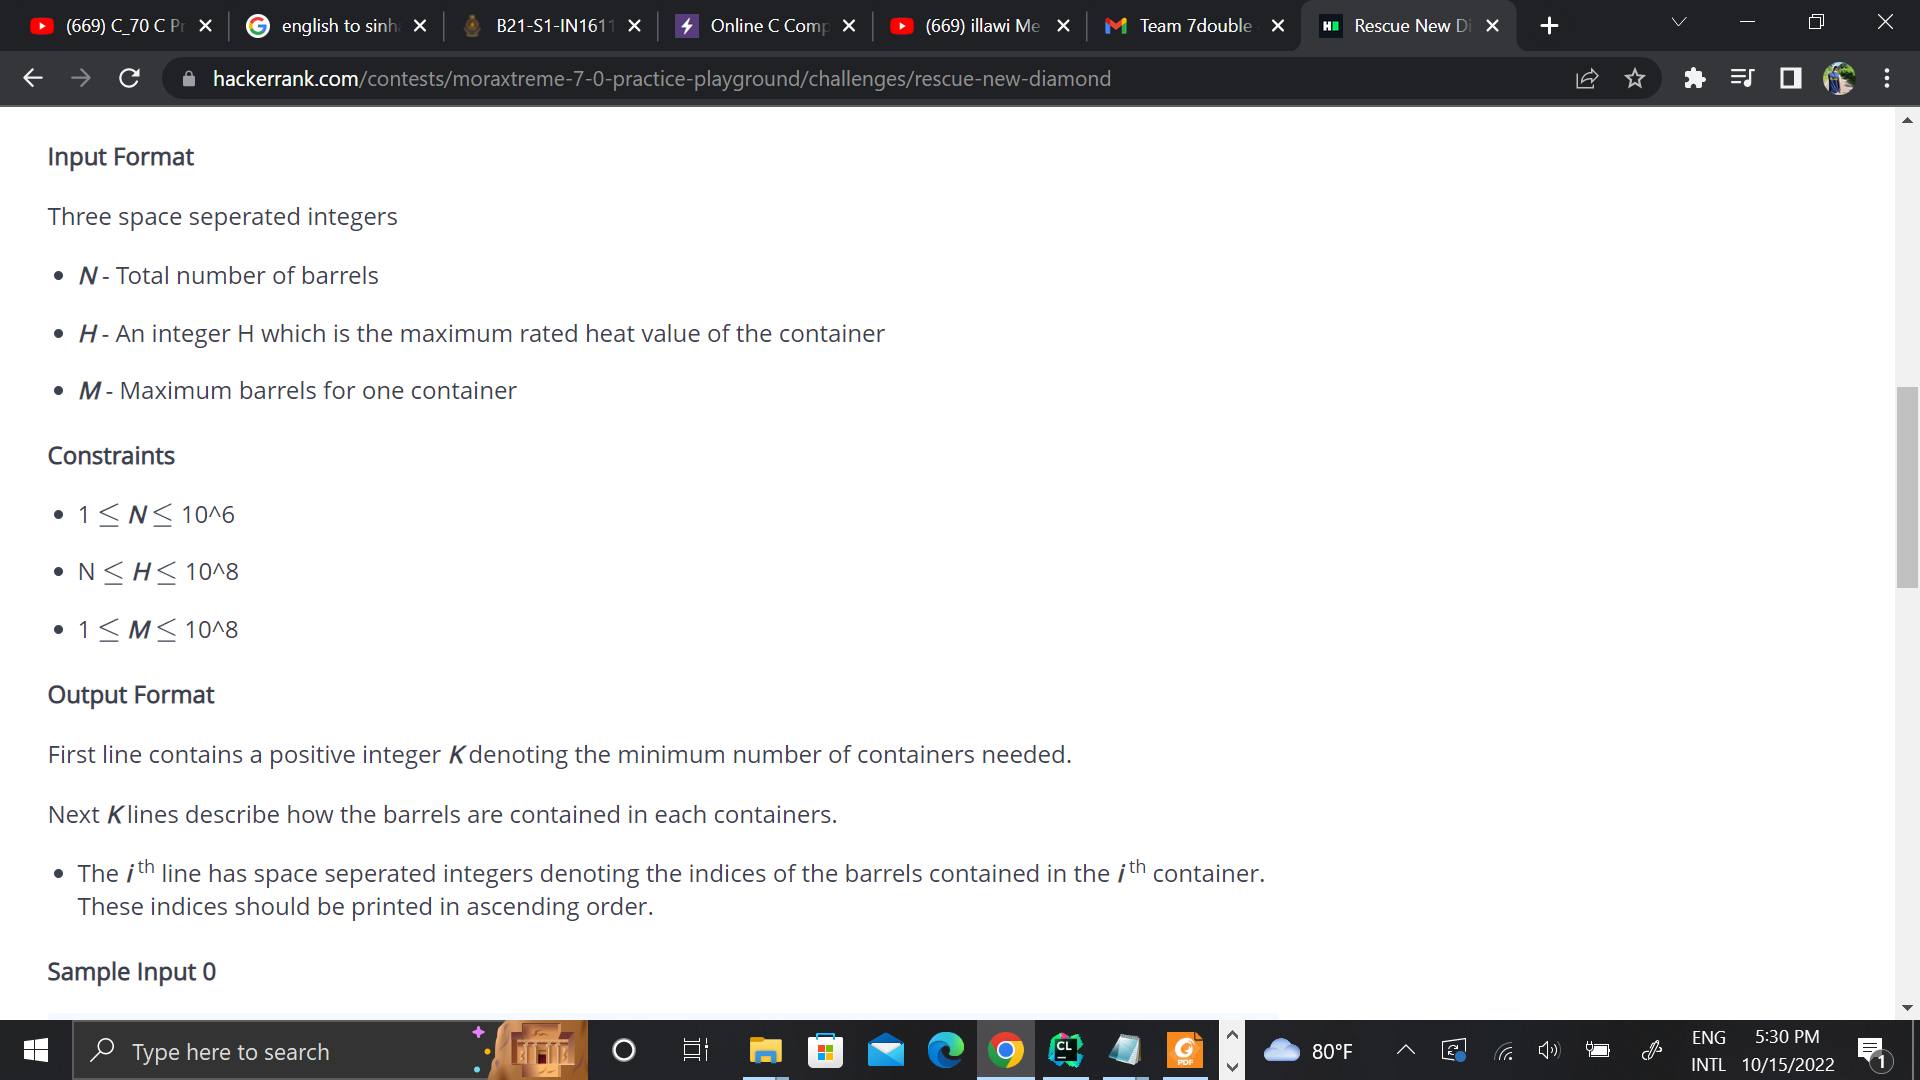 (669) C_70 C Pr
english to sinh
B21-S1-IN1611
Online C Comp
(669) illawi Me
Team 7double
Rescue New Di
hackerrank.com/contests/moraxtreme-7-0-practice-playground/challenges/rescue-new-diamond
Input Format
Three space seperated integers
• N - Total number of barrels
• H - An integer H which is the maximum rated heat value of the container
• M - Maximum barrels for one container
Constraints
• 1 ≤ N ≤ 10^6
• N ≤ H ≤ 10^8
• 1 ≤ M ≤ 10^8
Output Format
First line contains a positive integer K denoting the minimum number of containers needed.
Next K lines describe how the barrels are contained in each containers.
• The i th line has space seperated integers denoting the indices of the barrels contained in the i th container.
These indices should be printed in ascending order.
Sample Input 0
Type here to search
CL
PDF
80°F
ENG
INTL
5:30 PM
10/15/2022
1